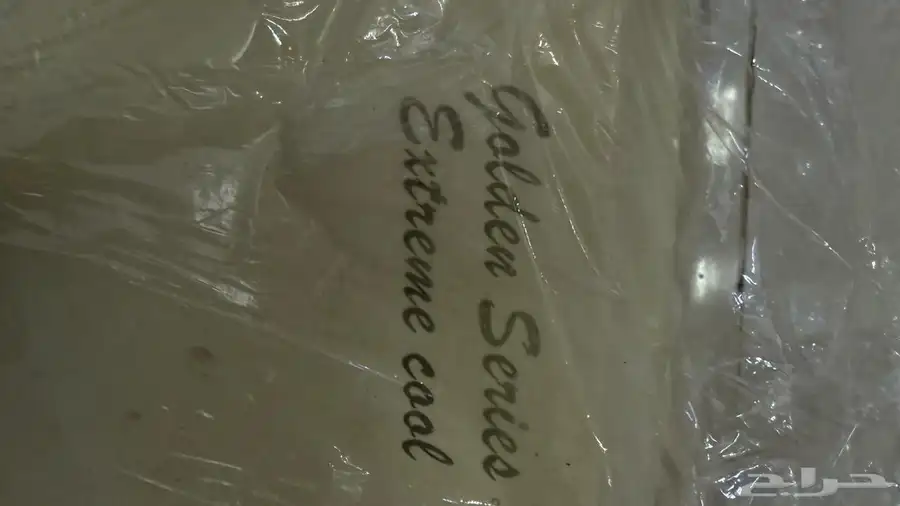 Golden Series
Extreme cool
حراج